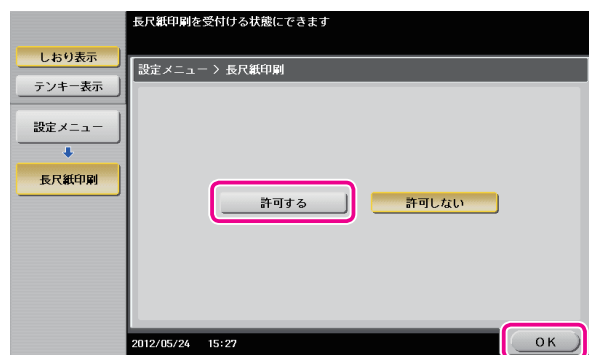 長尺紙印刷を受付ける状態にできます
しおり表示
テンキー表示
設定メニュー
長尺紙印刷
設定メニュー > 長尺紙印刷
許可する
許可しない
2012/05/24 15:27
OK